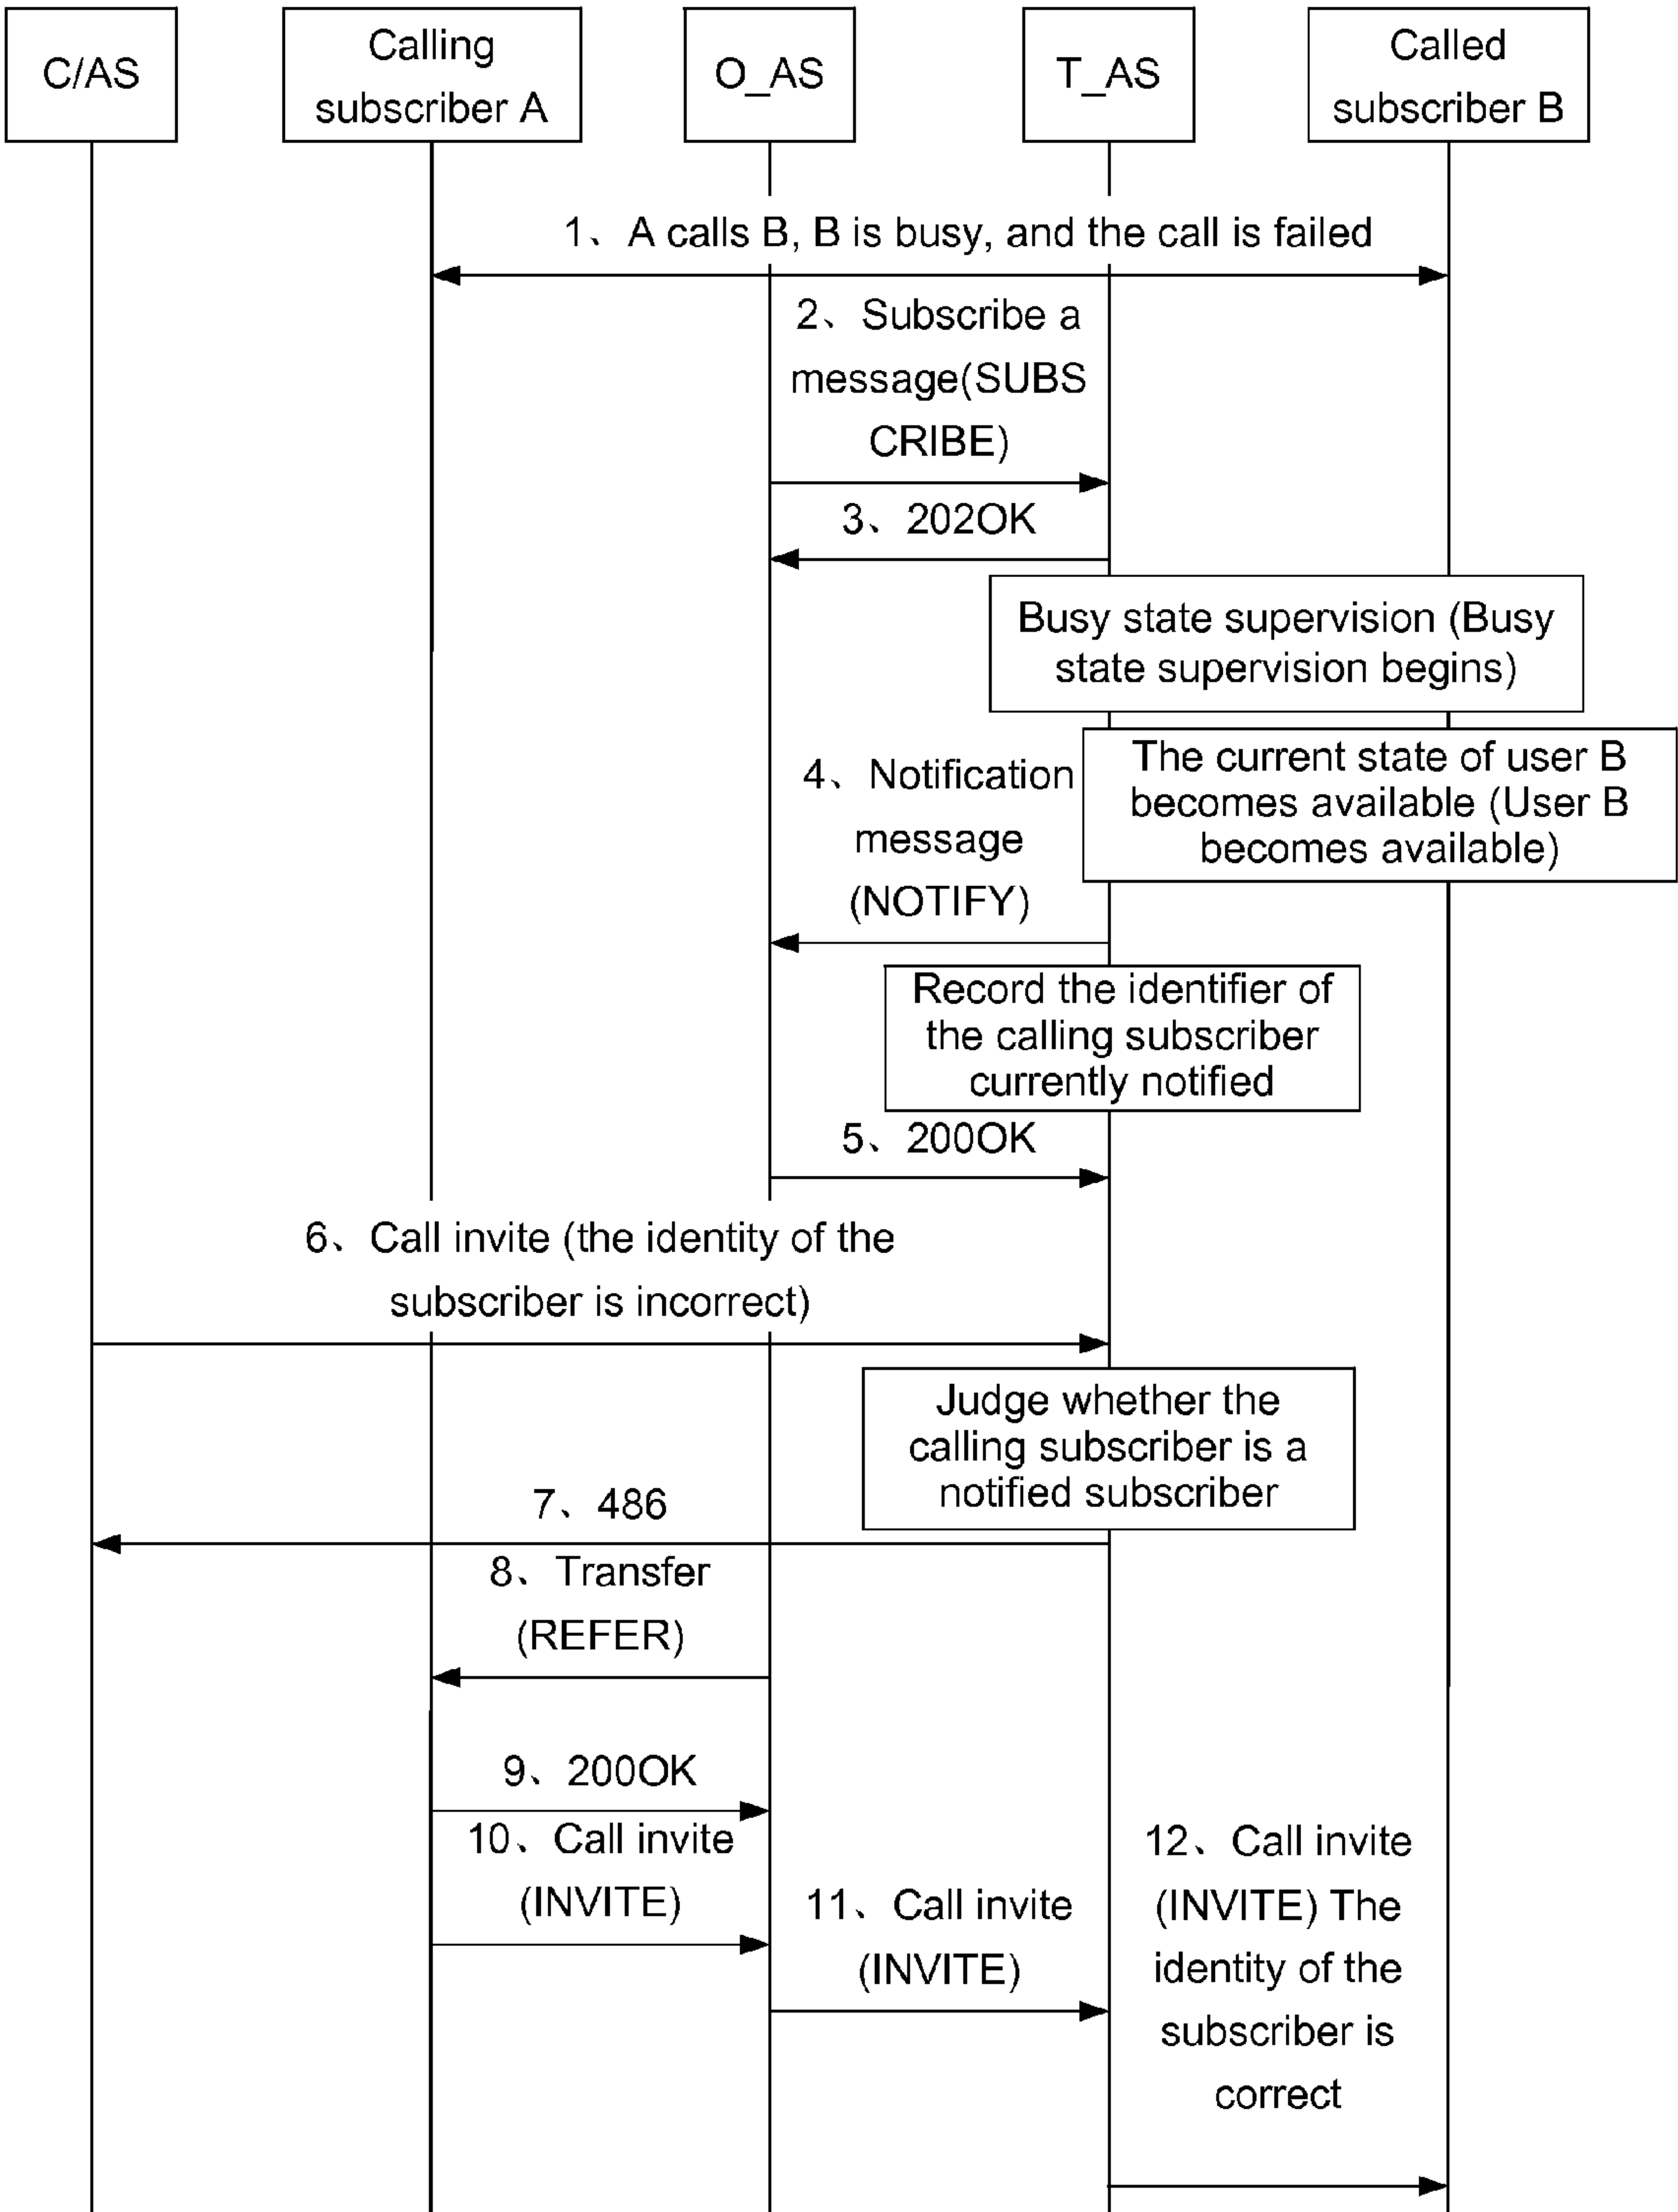 C/AS
Calling
subscriber A
O_AS
T_AS
Called
subscriber B
1、A calls B, B is busy, and the call is failed
2、Subscribe a
message(SUBS
CRIBE)
3、202OK
Busy state supervision (Busy
state supervision begins)
The current state of user B
becomes available (User B
becomes available)
4、Notification
message
(NOTIFY)
Record the identifier of
the calling subscriber
currently notified
5、200OK
6、Call invite (the identity of the
subscriber is incorrect)
Judge whether the
calling subscriber is a
notified subscriber
7、486
8、Transfer
(REFER)
9、200OK
10、Call invite
(INVITE)
11、Call invite
(INVITE)
12、Call invite
(INVITE) The
identity of the
subscriber is
correct